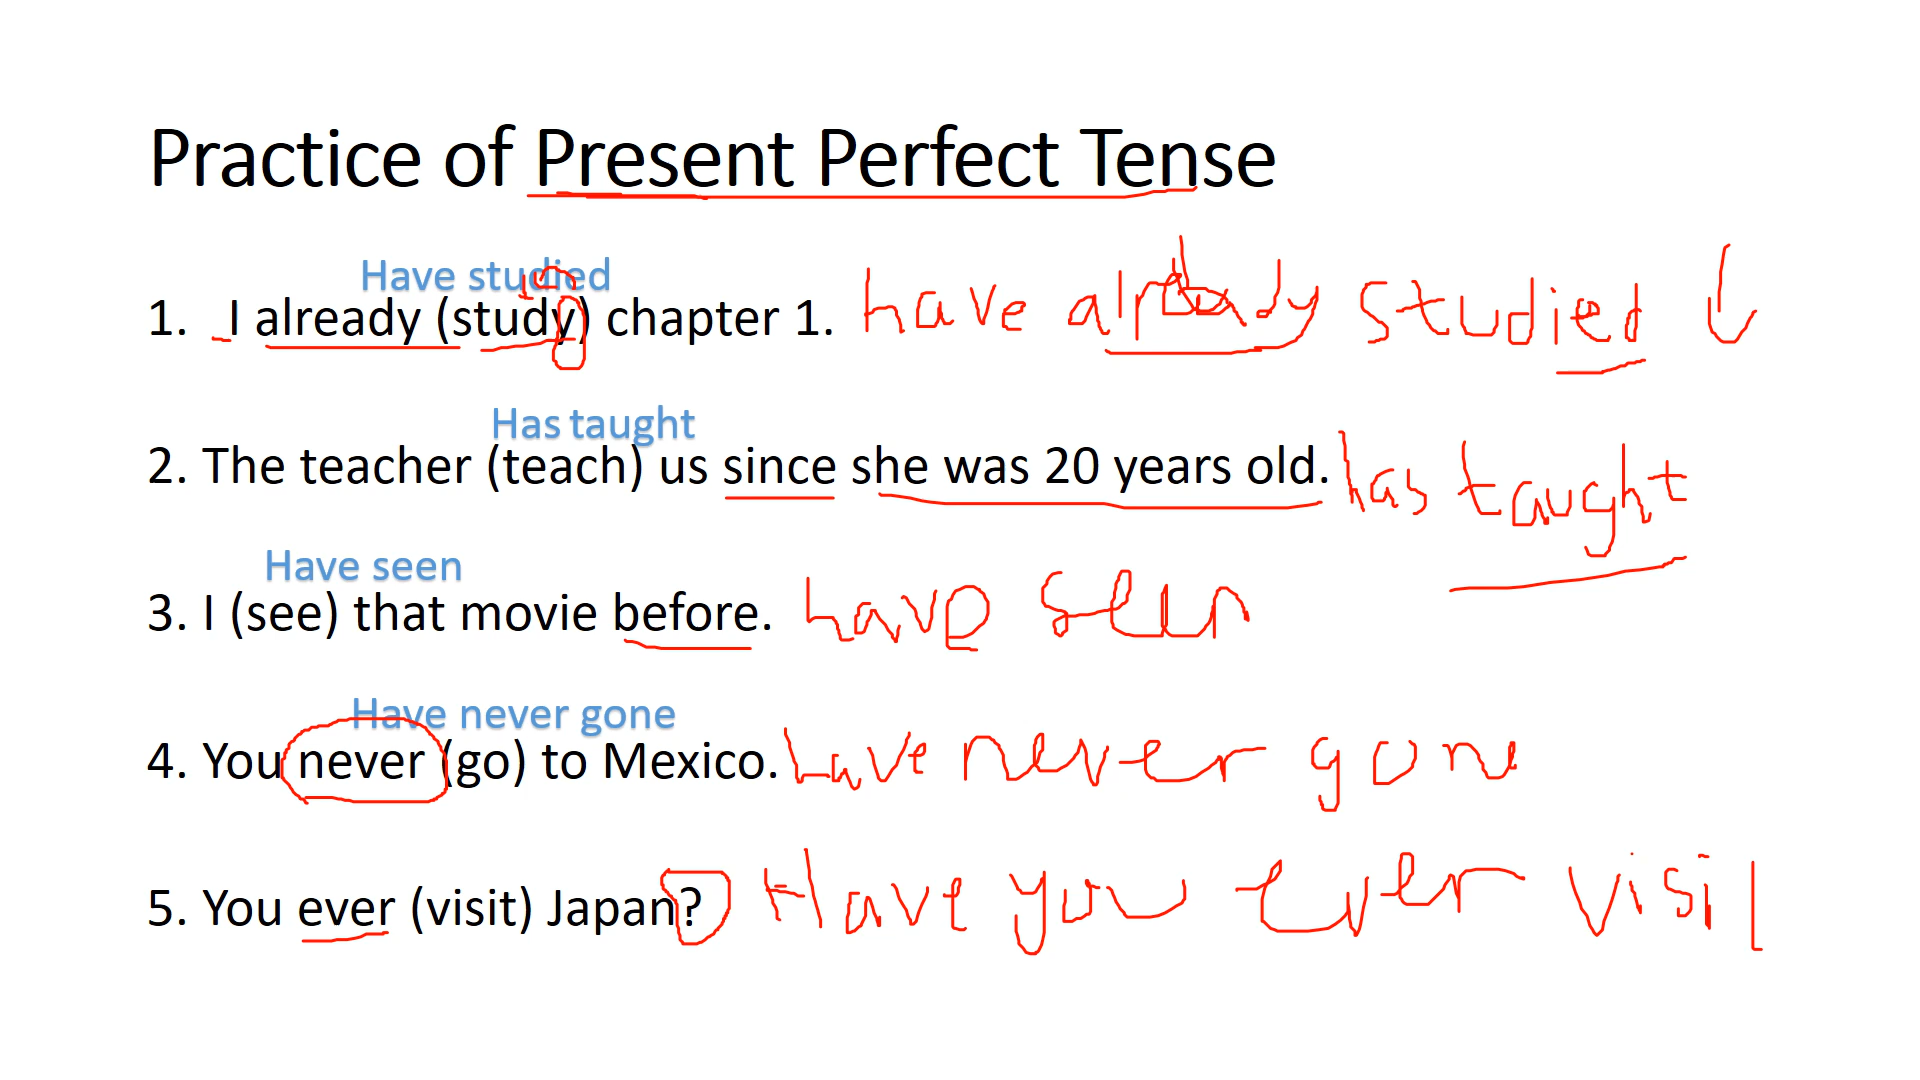 Practice of Present Perfect Tense
Have studied
1. I already (study) chapter 1. have already studied
Has taught
2. The teacher (teach) us since she was 20 years old. has taught
Have seen
3. I (see) that movie before. have seen
Have never gone
4. You never (go) to Mexico. have never gone
5. You ever (visit) Japan? Have you ever